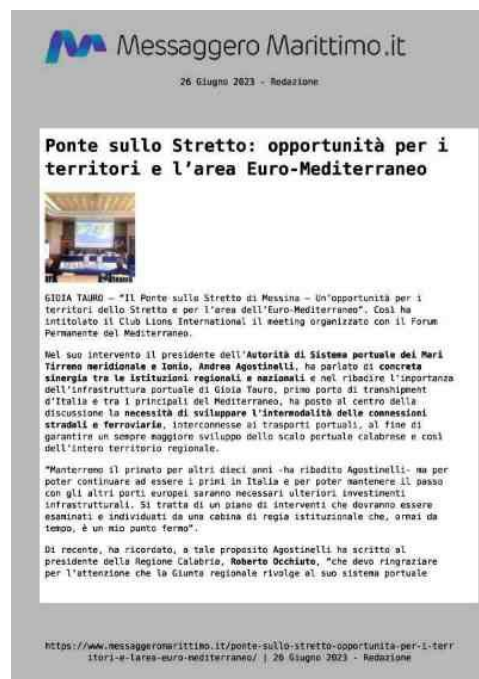 Messaggero Marittimo.it
26 Giugno 2023 - Redazione
Ponte sullo Stretto: opportunità per i
territori e l'area Euro-Mediterraneo
GIOIA TAURO – "Il Ponte sullo Stretto di Messina – Un'opportunità per i
territori dello Stretto e per l'area dell'Euro-Mediterraneo". Così ha
intitolato il Club Lions International il meeting organizzato con il Forum
Permanente del Mediterraneo.
Nel suo intervento il presidente dell'Autorità di Sistema portuale dei Mari
Tirreno meridionale e Ionio, Andrea Agostinelli, ha parlato di concreta
sinergia tra le istituzioni regionali e nazionali e nel ribadire l'importanza
dell'infrastruttura portuale di Gioia Tauro, primo porto di transhipment
d'Italia e tra i principali del Mediterraneo, ha posto al centro della
discussione la necessità di sviluppare l'intermodalità delle connessioni
stradali e ferroviarie, interconnesse ai trasporti portuali, al fine di
garantire un sempre maggiore sviluppo dello scalo portuale calabrese e così
dell'intero territorio regionale.
"Manterremo il primato per altri dieci anni -ha ribadito Agostinelli- ma per
poter continuare ad essere i primi in Italia e per poter mantenere il passo
con gli altri porti europei saranno necessari ulteriori investimenti
infrastrutturali. Si tratta di un piano di interventi che dovranno essere
esaminati e individuati da una cabina di regia istituzionale che, ormai da
tempo, è un mio punto fermo".
Di recente, ha ricordato, a tale proposito Agostinelli ha scritto al
presidente della Regione Calabria, Roberto Occhiuto, "che devo ringraziare
per l'attenzione che la Giunta regionale rivolge al suo sistema portuale
https://www.messaggeromarittimo.it/ponte-sullo-stretto-opportunita-per-i-terr
itori-e-larea-euro-mediterraneo/ | 26 Giugno 2023 - Redazione